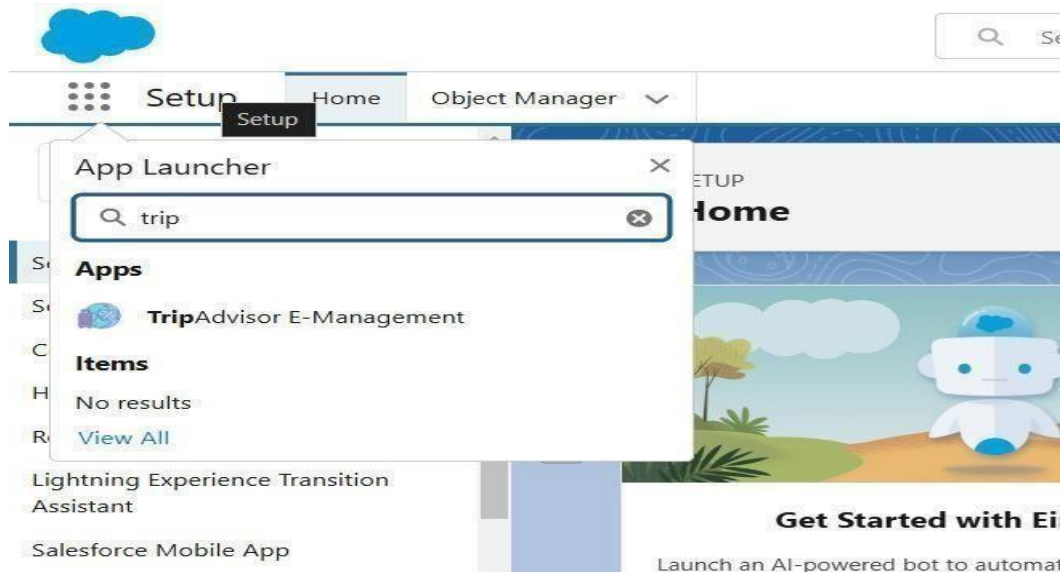 Se
Setup
Home
Object Manager
Setup
App Launcher
trip
Apps
TripAdvisor E-Management
Items
No results
View All
Lightning Experience Transition
Assistant
Salesforce Mobile App
ETUP
Home
Get Started with Ei
Launch an AI-powered bot to automat